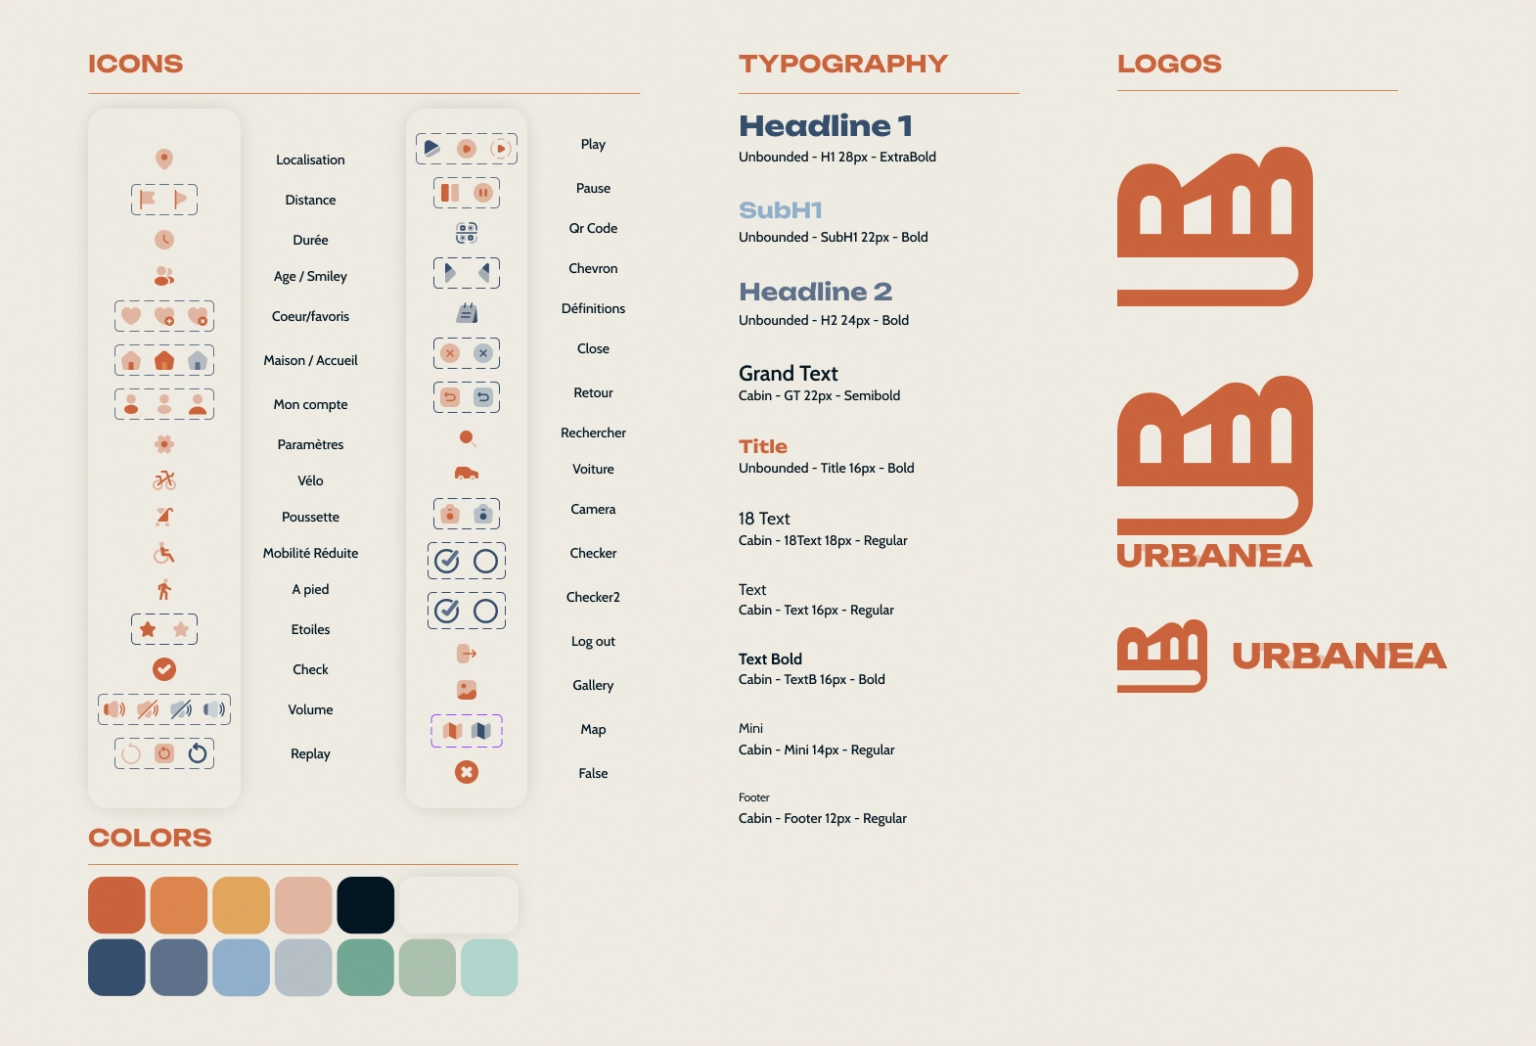 ICONS
Localisation
Distance
Durée
Age / Smiley
Coeur/favoris
Maison / Accueil
Mon compte
Paramètres
Vélo
Poussette
Mobilité Réduite
A pied
Etoiles
Check
Volume
Replay
Play
Pause
Qr Code
Chevron
Définitions
Close
Retour
Rechercher
Voiture
Camera
Checker
Checker2
Log out
Gallery
Map
False
COLORS
TYPOGRAPHY
Headline 1
Unbounded - H1 28px - ExtraBold
SubH1
Unbounded - SubH1 22px - Bold
Headline 2
Unbounded - H2 24px - Bold
Grand Text
Cabin - GT 22px - Semibold
Title
Unbounded - Title 16px - Bold
18 Text
Cabin - 18Text 18px - Regular
Text
Cabin - Text 16px - Regular
Text Bold
Cabin - TextB 16px - Bold
Mini
Cabin - Mini 14px - Regular
Footer
Cabin - Footer 12px - Regular
LOGOS
URBANEA
URBANEA